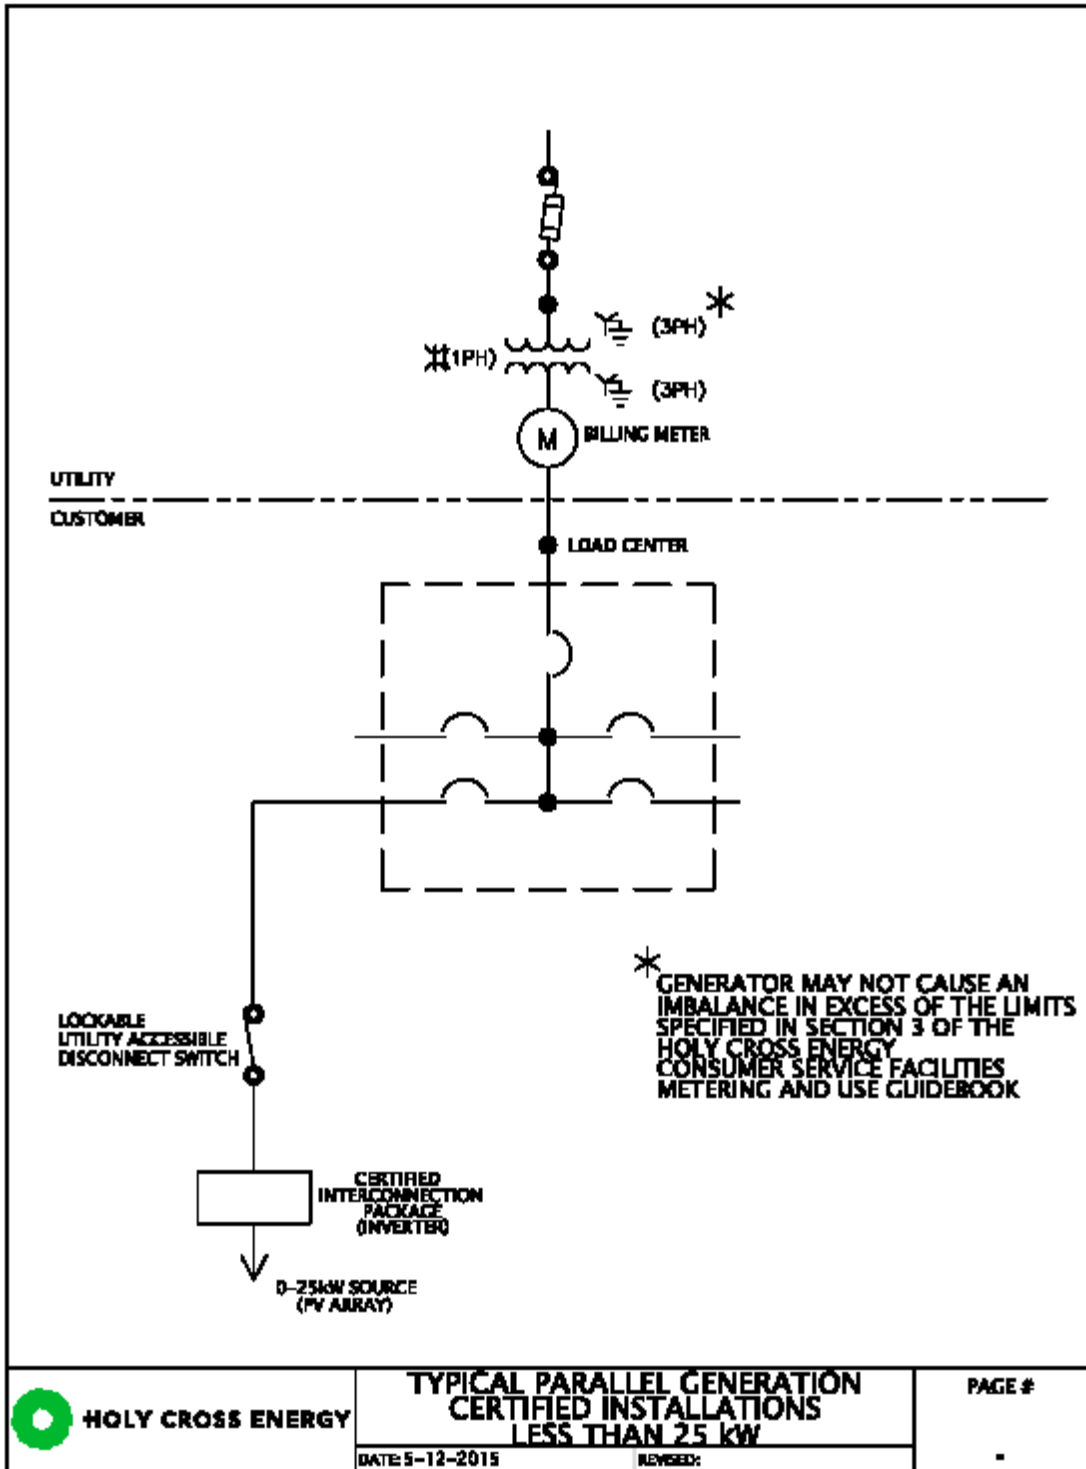 (3PH)
(1PH)
(3PH)
M BILLING METER
UTILITY
CUSTOMER
LOAD CENTER
GENERATOR MAY NOT CAUSE AN
IMBALANCE IN EXCESS OF THE LIMITS
SPECIFIED IN SECTION 3 OF THE
HOLY CROSS ENERGY
CONSUMER SERVICE FACILITIES
METERING AND USE GUIDEBOOK
LOCKABLE
UTILITY ACCESSIBLE
DISCONNECT SWITCH
CERTIFIED
INTERCONNECTION
PACKAGE
(INVERTER)
0-25kW SOURCE
(PV ARRAY)
HOLY CROSS ENERGY
TYPICAL PARALLEL GENERATION
CERTIFIED INSTALLATIONS
LESS THAN 25 kW
DATE: 5-12-2015
REVISED:
PAGE #
-